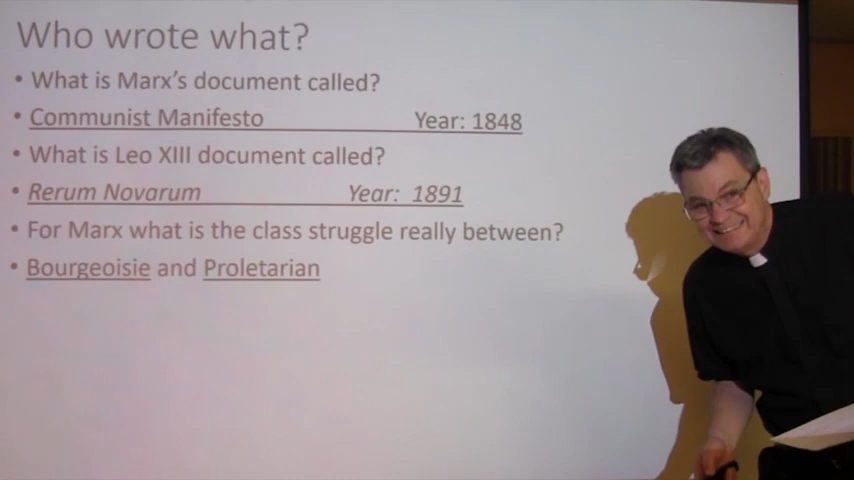 Who wrote what?
• What is Marx's document called?
• Communist Manifesto Year: 1848
• What is Leo XIII document called?
• Rerum Novarum Year: 1891
• For Marx what is the class struggle really between?
• Bourgeoisie and Proletarian